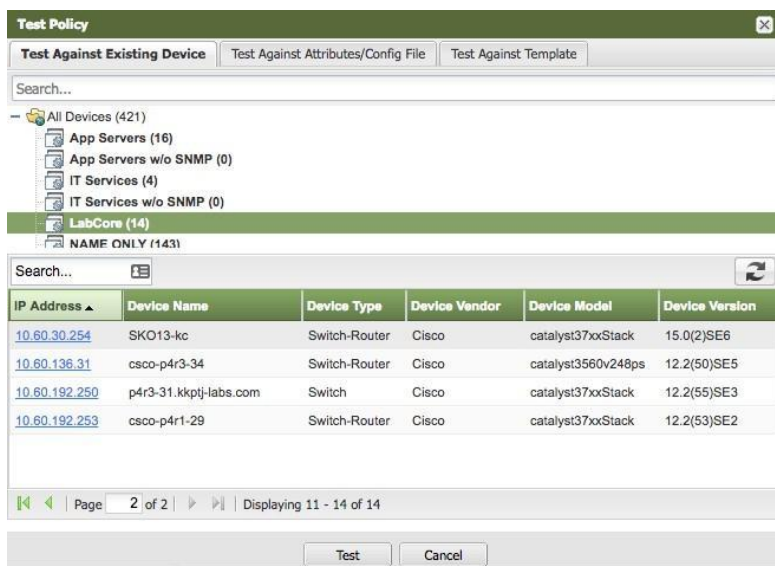 Test Policy
Test Against Existing Device Test Against Attributes/Config File Test Against Template
Search...
All Devices (421)
App Servers (16)
App Servers w/o SNMP (0)
IT Services (4)
IT Services w/o SNMP (0)
LabCore (14)
NAME ONLY (143)
Search...
IP Address Device Name Device Type Device Vendor Device Model Device Version
10.60.30.254 SKO13-kc Switch-Router Cisco catalyst37xxStack 15.0(2)SE6
10.60.136.31 csco-p4r3-34 Switch-Router Cisco catalyst3560v248ps 12.2(50)SE5
10.60.192.250 p4r3-31.kkptj-labs.com Switch Cisco catalyst37xxStack 12.2(55)SE3
10.60.192.253 csco-p4r1-29 Switch-Router Cisco catalyst37xxStack 12.2(53)SE2
Page 2 of 2 Displaying 11 - 14 of 14
Test Cancel